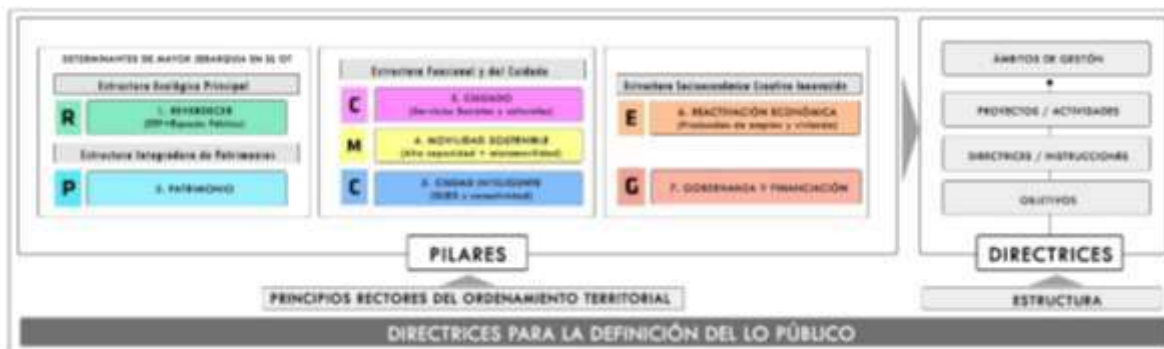 DETERMINANTES DE MAYOR JERARQUIA EN EL OT
Estructura Ecológica Principal
R
1. REVERDECER
(EEP+Espacio Público)
Estructura Integradora de Patrimonios
P
2. PATRIMONIO
Estructura Funcional y del Cuidado
C
3. CUIDADO
(Servicios Sociales y culturales)
M
4. MOVILIDAD SOSTENIBLE
(Alta capacidad + micromovilidad)
C
5. CIUDAD INTELIGENTE
y conectividad)
Estructura Socioeconómica Creativa Innovación
E
6. REACTIVACIÓN ECONÓMICA
(Producción de empleo y vivienda)
G
7. GOBERNANZA Y FINANCIACIÓN
ÁMBITOS DE GESTIÓN
PROYECTOS / ACTIVIDADES
DIRECTRICES / INSTRUCCIONES
OBJETIVOS
PILARES
DIRECTRICES
PRINCIPIOS RECTORES DEL ORDENAMIENTO TERRITORIAL
ESTRUCTURA
DIRECTRICES PARA LA DEFINICIÓN DEL LO PÚBLICO